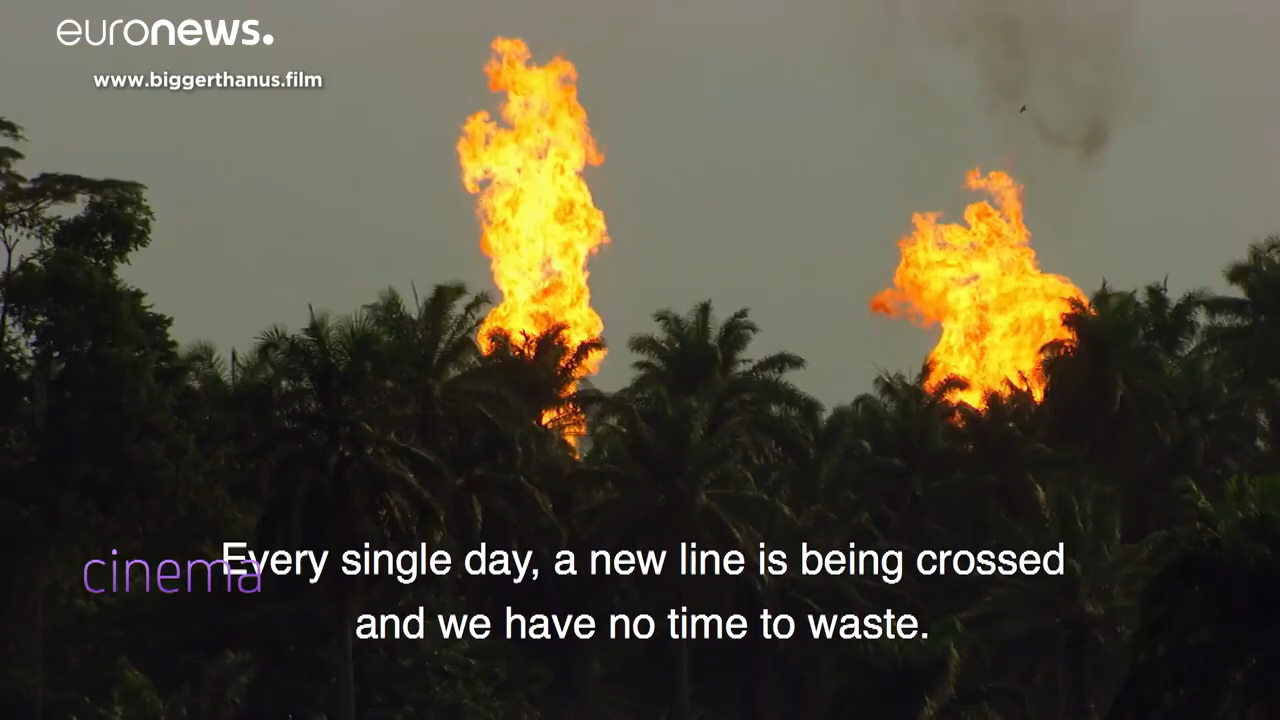 euronews.
www.biggerthanus.film
cinema
Every single day, a new line is being crossed
and we have no time to waste.